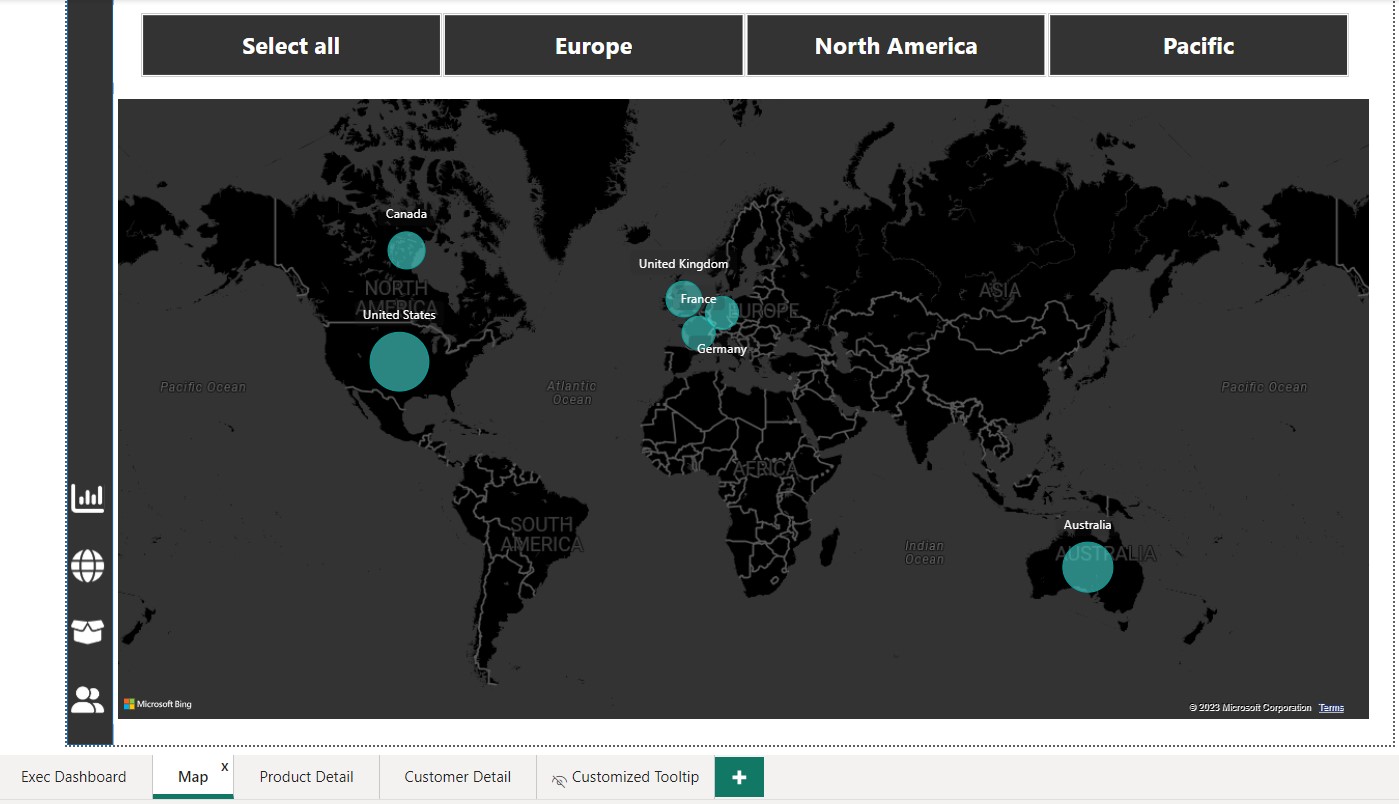 Select all
Europe
North America
Pacific
Canada
United Kingdom
NORTH
AMERICA
France
ASIA
EUROPE
United States
Germany
Pacific Ocean
Atlantic
Ocean
Pacific Ocean
AFRICA
SOUTH
AMERICA
Australia
Indian
Ocean
AUSTRALIA
Microsoft Bing
© 2023 Microsoft Corporation Terms
Exec Dashboard
Map
x
Product Detail
Customer Detail
Customized Tooltip
+